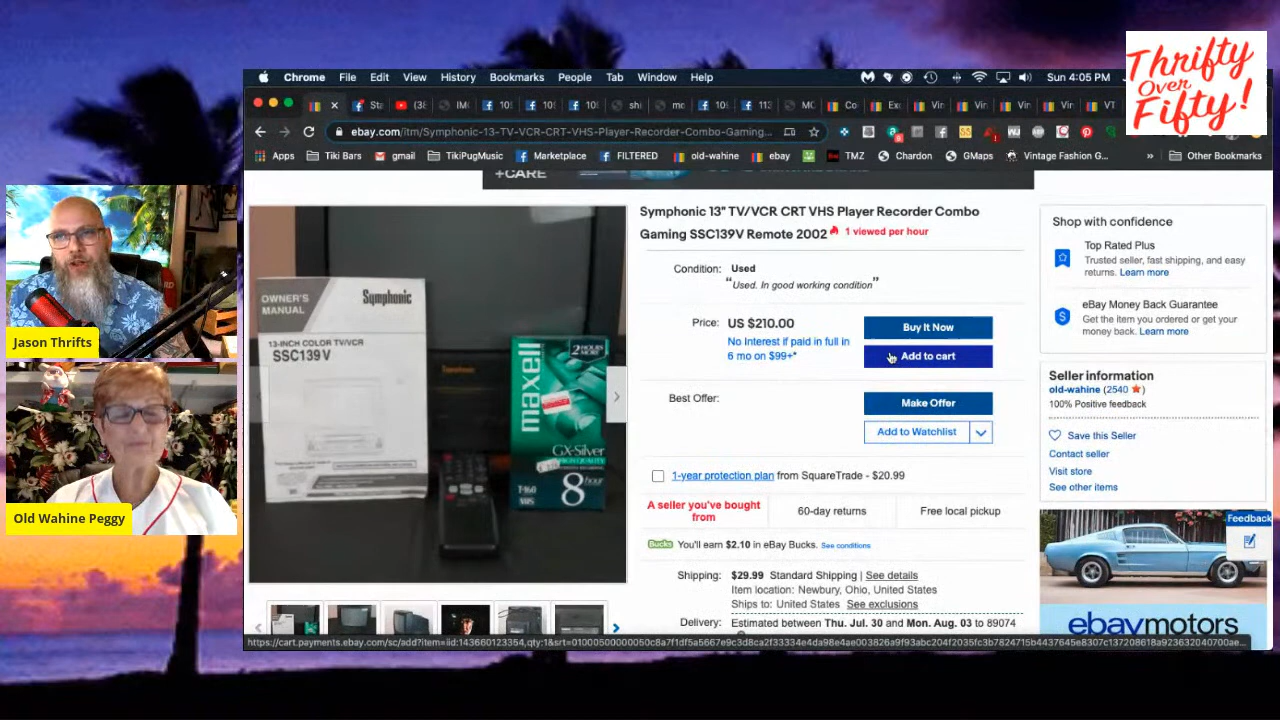 Thrifty
Over
Fifty!
Chrome File Edit View History Bookmarks People Tab Window Help
Sun 4:05 PM
ebay.com/itm/Symphonic-13-TV-VCR-CRT-VHS-Player-Recorder-Combo-Gaming...
Apps Tiki Bars gmail TikiPugMusic Marketplace FILTERED old-wahine ebay TMZ Chardon GMaps Vintage Fashion G... » Other Bookmarks
+CARE
Symphonic 13" TV/VCR CRT VHS Player Recorder Combo
Gaming SSC139V Remote 2002 1 viewed per hour
Condition: Used
"Used. In good working condition"
Price: US $210.00
No Interest if paid in full in
6 mo on $99+*
Buy It Now
Add to cart
Best Offer:
Make Offer
Add to Watchlist
1-year protection plan from SquareTrade - $20.99
A seller you've bought
from
60-day returns
Free local pickup
Bucks You'll earn $2.10 in eBay Bucks. See conditions
Shipping: $29.99 Standard Shipping | See details
Item location: Newbury, Ohio, United States
Ships to: United States See exclusions
Delivery: Estimated between Thu. Jul. 30 and Mon. Aug. 03 to 89074
Shop with confidence
Top Rated Plus
Trusted seller, fast shipping, and easy
returns. Learn more
eBay Money Back Guarantee
Get the item you ordered or get your
money back. Learn more
Seller information
old-wahine (2540 )
100% Positive feedback
Save this Seller
Contact seller
Visit store
See other items
Feedback
ebaymotors
OWNER'S
MANUAL
Symphonic
13-INCH COLOR TV/VCR
SSC139V
maxell
2 HOURS
MORE
GX-Silver
T-160
VHS
8 hour
Jason Thrifts
Old Wahine Peggy